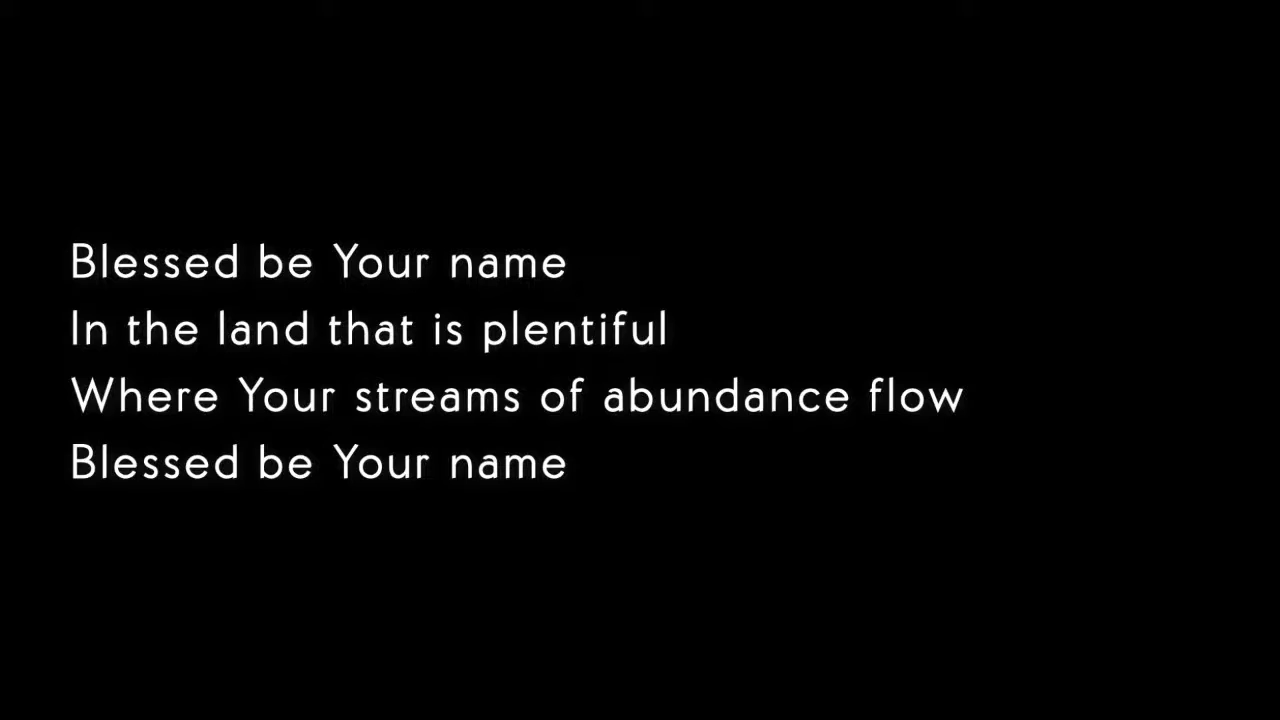 Blessed be Your name
In the land that is plentiful
Where Your streams of abundance flow
Blessed be Your name